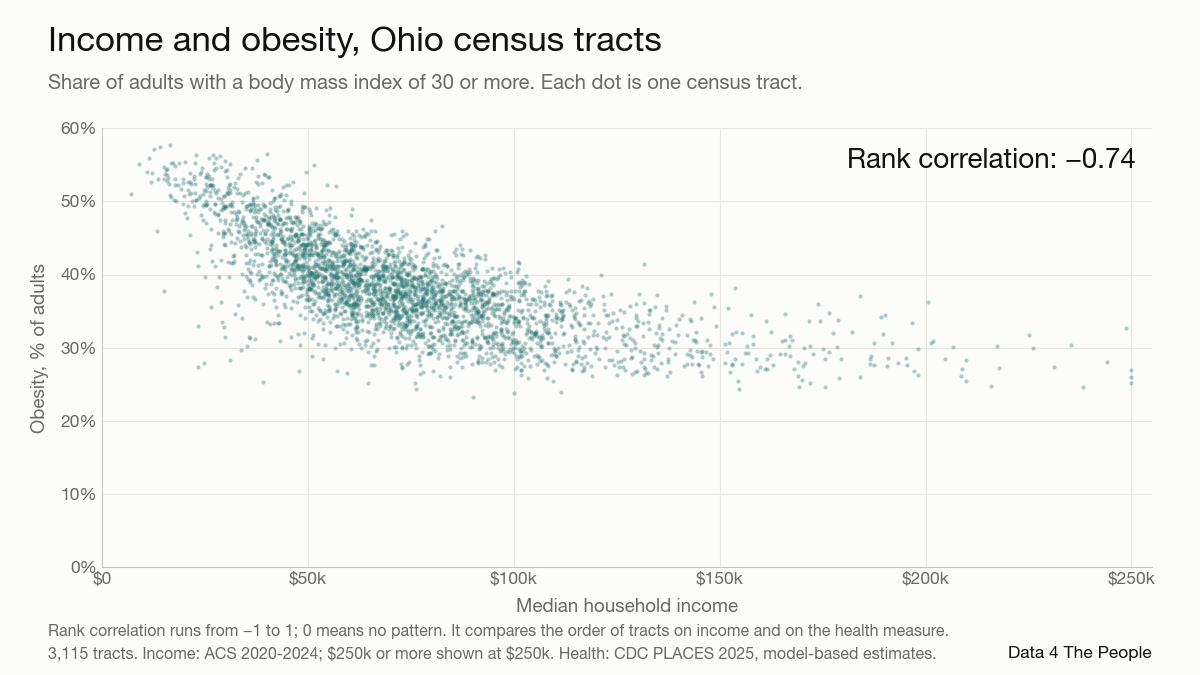 Income and obesity, Ohio census tracts
Share of adults with a body mass index of 30 or more. Each dot is one census tract.
Rank correlation: −0.74
Obesity, % of adults
60%
50%
40%
30%
20%
10%
0%
$0
$50k
$100k
$150k
$200k
$250k
Median household income
Rank correlation runs from −1 to 1; 0 means no pattern. It compares the order of tracts on income and on the health measure.
3,115 tracts. Income: ACS 2020-2024; $250k or more shown at $250k. Health: CDC PLACES 2025, model-based estimates.
Data 4 The People